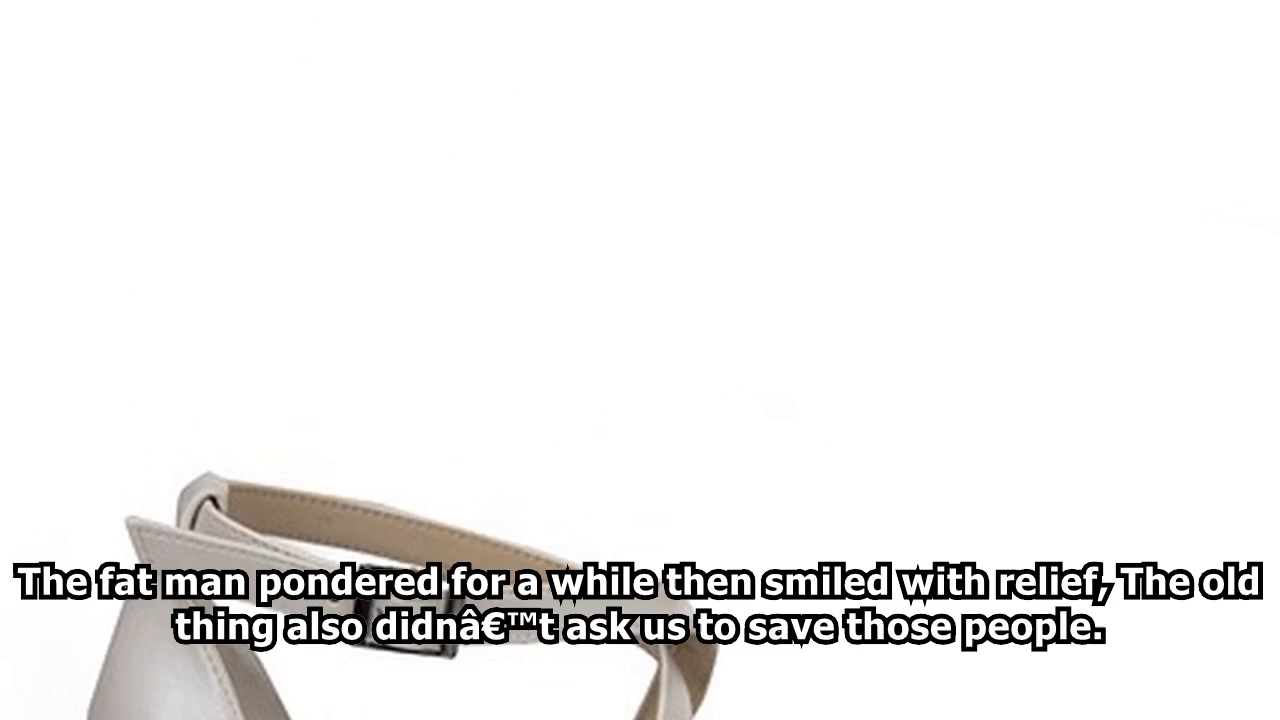 The fat man pondered for a while then smiled with relief, The old
thing also didnâ€™t ask us to save those people.